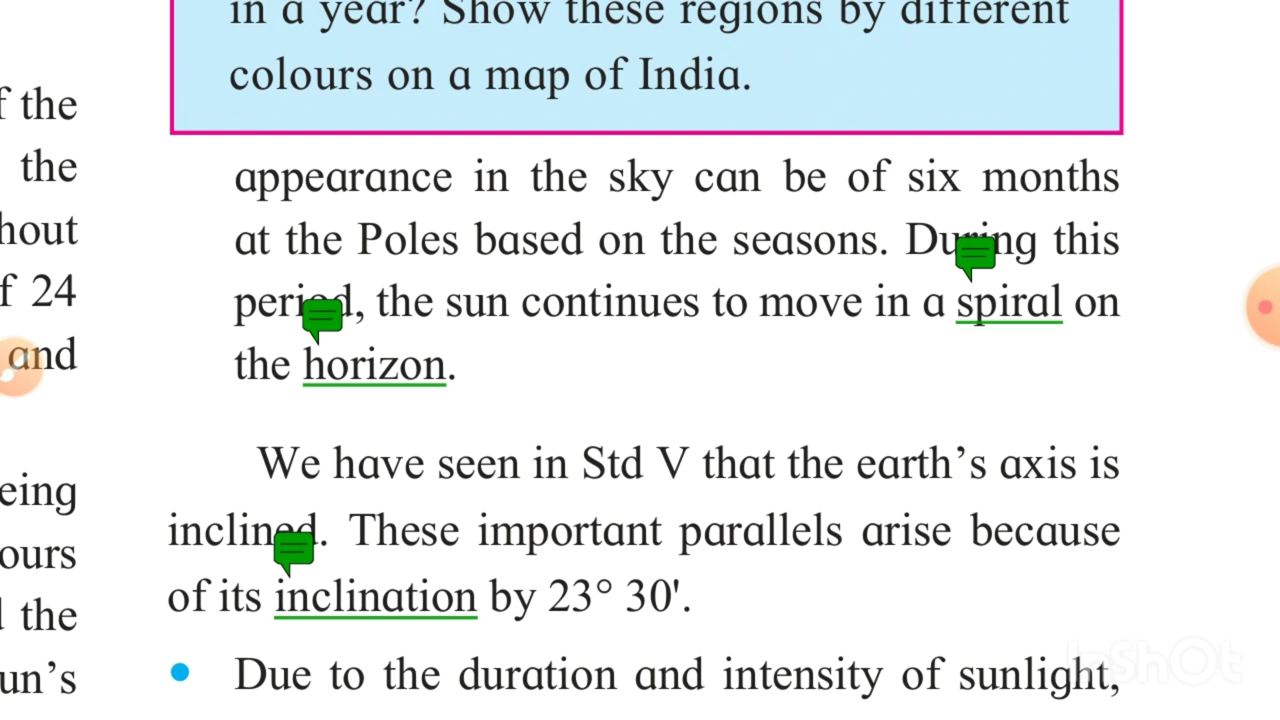 in a year? Show these regions by different
colours on a map of India.
f the
the
hout
f 24
and
eing
ours
the
un's
appearance in the sky can be of six months
at the Poles based on the seasons. During this
period, the sun continues to move in a spiral on
the horizon.
We have seen in Std V that the earth's axis is
inclined. These important parallels arise because
of its inclination by 23° 30'.
• Due to the duration and intensity of sunlight,
InShOt